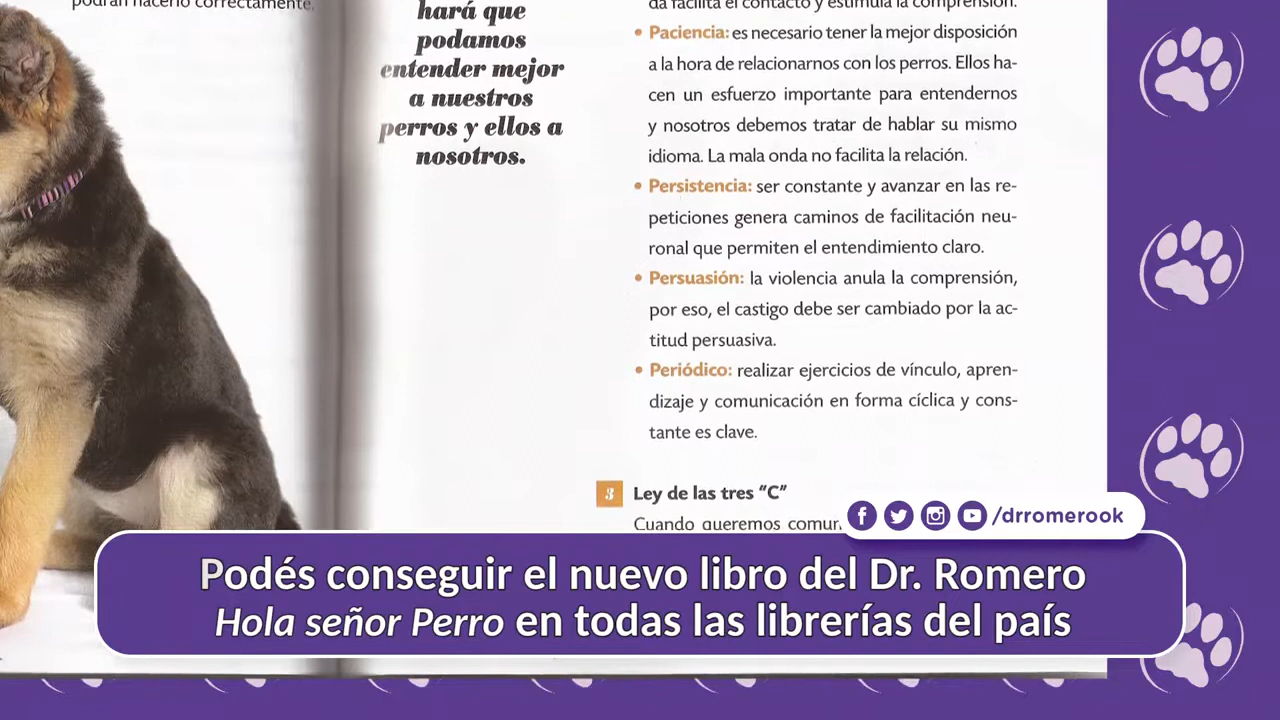 podrán hacerlo correctamente.
hará que
podamos
entender mejor
a nuestros
perros y ellos a
nosotros.
da facilita el contacto y estimula la comprensión.
• Paciencia: es necesario tener la mejor disposición
a la hora de relacionarnos con los perros. Ellos ha-
cen un esfuerzo importante para entendernos
y nosotros debemos tratar de hablar su mismo
idioma. La mala onda no facilita la relación.
• Persistencia: ser constante y avanzar en las re-
peticiones genera caminos de facilitación neu-
ronal que permiten el entendimiento claro.
• Persuasión: la violencia anula la comprensión,
por eso, el castigo debe ser cambiado por la ac-
titud persuasiva.
• Periódico: realizar ejercicios de vínculo, apren-
dizaje y comunicación en forma cíclica y cons-
tante es clave.
3 Ley de las tres "C"
Cuando queremos comun
/drromerook
Podés conseguir el nuevo libro del Dr. Romero
Hola señor Perro en todas las librerías del país